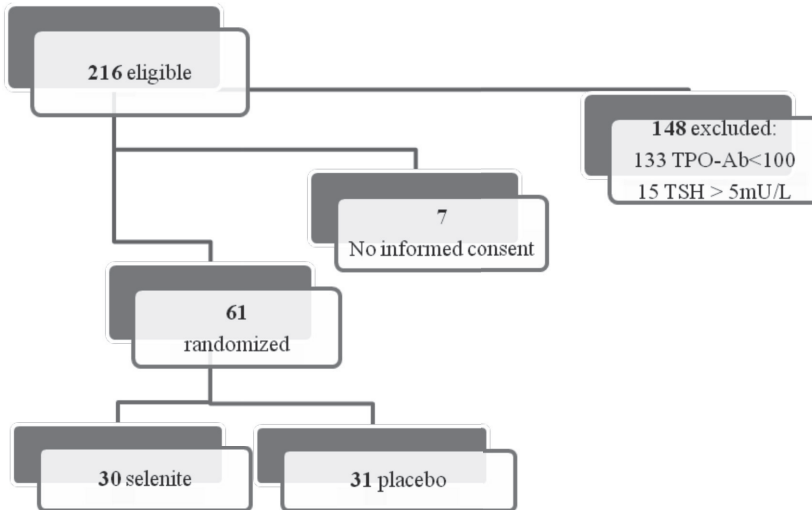 216 eligible
148 excluded:
133 TPO-Ab<100
15 TSH > 5mU/L
7
No informed consent
61
randomized
30 selenite
31 placebo